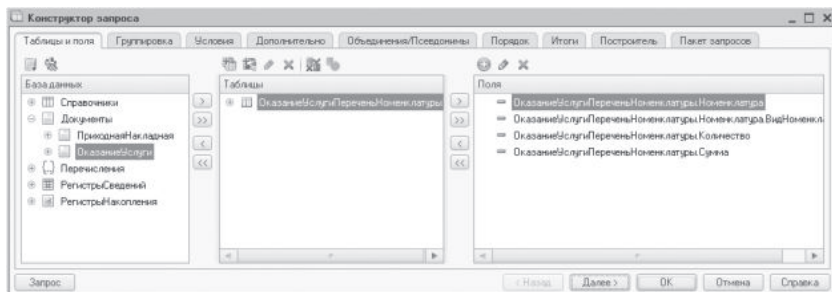 Конструктор запроса
Таблицы и поля Группировка Условия Дополнительно Объединения/Псевдонимы Порядок Итоги Построитель Пакет запросов
База данных
Справочники
Документы
ПриходнаяНакладная
ОказаниеУслуги
Перечисления
РегистрыСведений
РегистрыНакопления
Таблицы
ОказаниеУслугиПереченьНоменклатуры
Поля
ОказаниеУслугиПереченьНоменклатуры.Номенклатура
ОказаниеУслугиПереченьНоменклатуры.Номенклатура.ВидНоменкл
ОказаниеУслугиПереченьНоменклатуры.Количество
ОказаниеУслугиПереченьНоменклатуры.Сумма
Запрос < Назад Далее > OK Отмена Справка